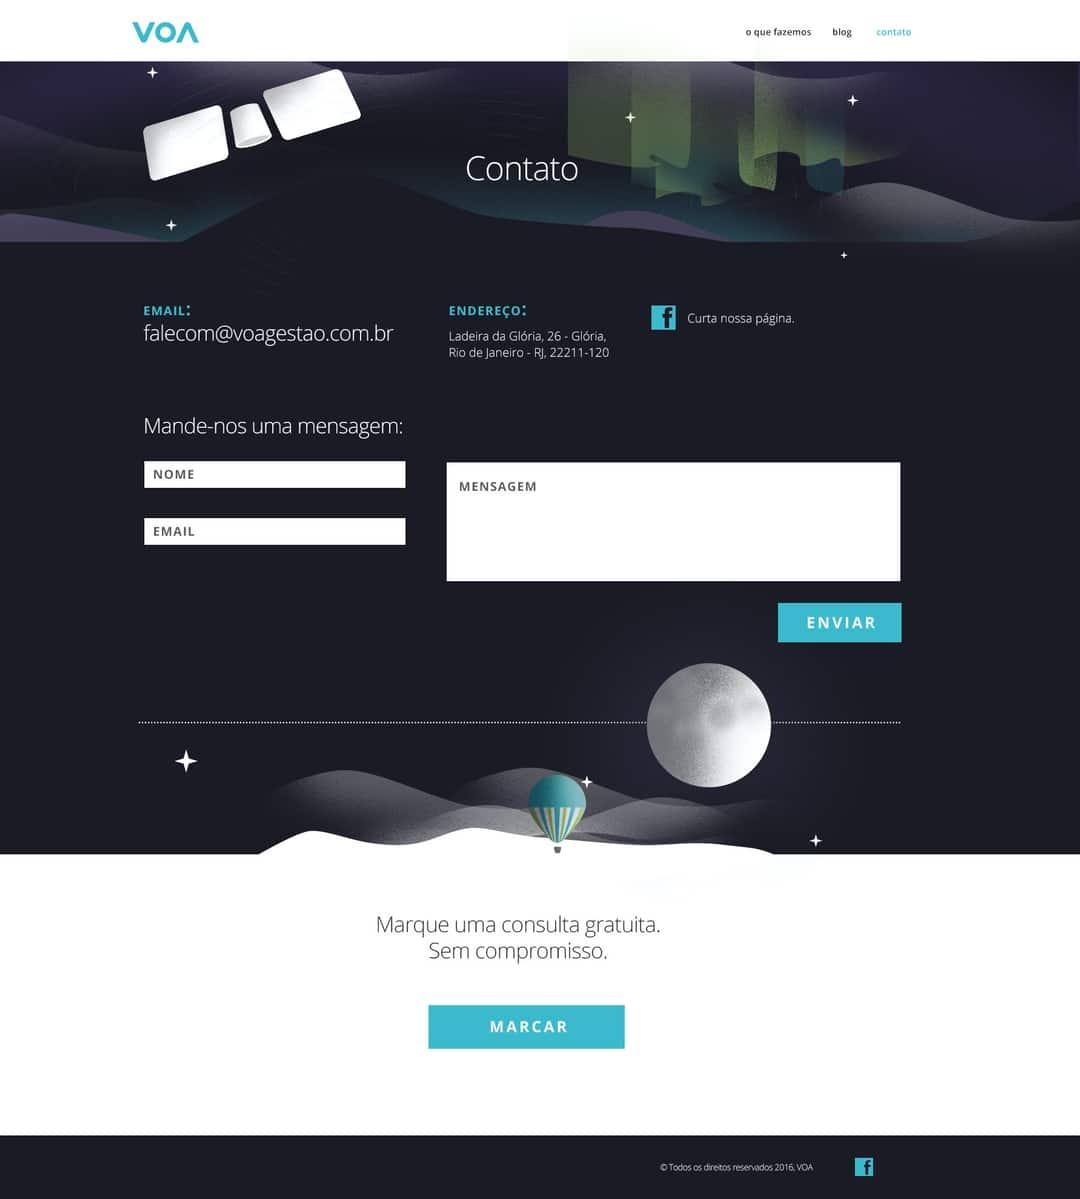 VOA
o que fazemos blog contato
Contato
EMAIL:
falecom@voagestao.com.br
ENDEREÇO:
Ladeira da Glória, 26 - Glória,
Rio de Janeiro - RJ, 22211-120
f Curta nossa página.
Mande-nos uma mensagem:
NOME
EMAIL
MENSAGEM
ENVIAR
Marque uma consulta gratuita.
Sem compromisso.
MARCAR
© Todos os direitos reservados 2016, VOA f